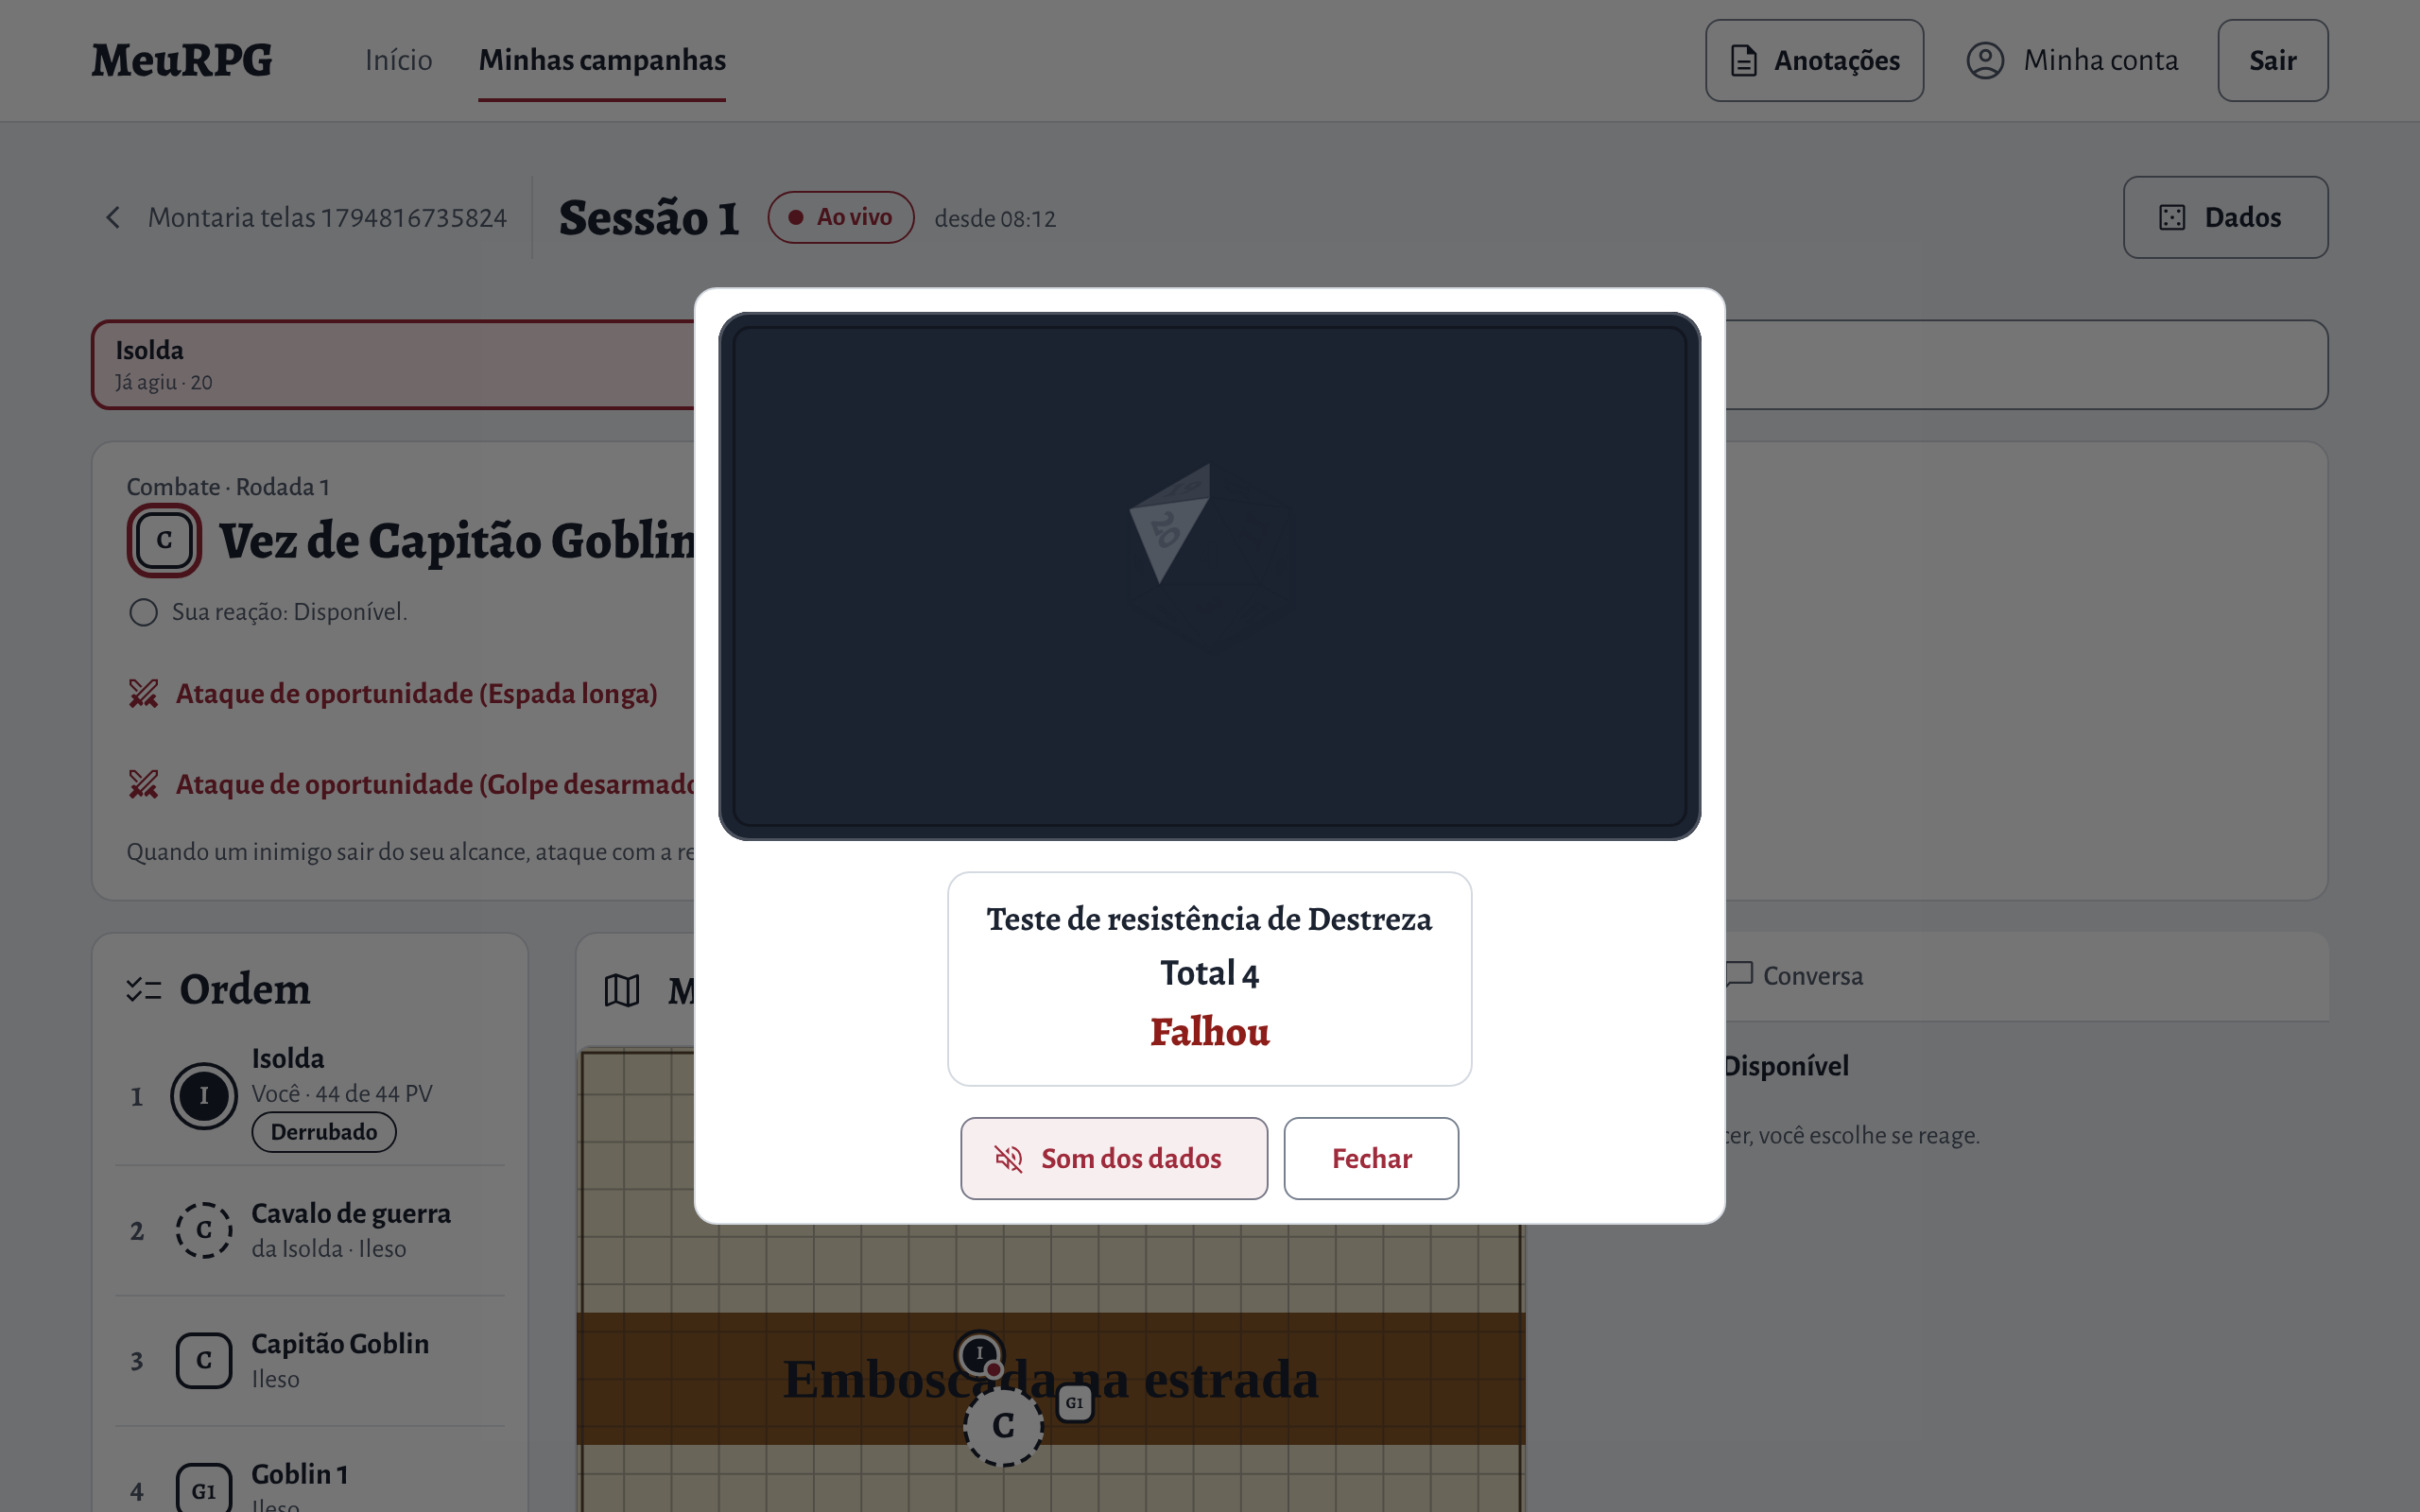 MeuRPG
Início
Minhas campanhas
Anotações
Minha conta
Sair
Montaria telas 1794816735824
Sessão 1
Ao vivo
desde 08:12
Dados
Isolda
Já agiu · 20
Combate · Rodada 1
C
Vez de Capitão Goblin
Sua reação: Disponível.
Ataque de oportunidade (Espada longa)
Ataque de oportunidade (Golpe desarmado
Quando um inimigo sair do seu alcance, ataque com a re
20
Teste de resistência de Destreza
Total 4
Falhou
Som dos dados
Fechar
Ordem
1
I
Isolda
Você · 44 de 44 PV
Derrubado
2
C
Cavalo de guerra
da Isolda · Ileso
3
C
Capitão Goblin
Ileso
4
G1
Goblin 1
Ileso
M
Emboscada na estrada
I
G1
C
Conversa
Disponível
cer, você escolhe se reage.